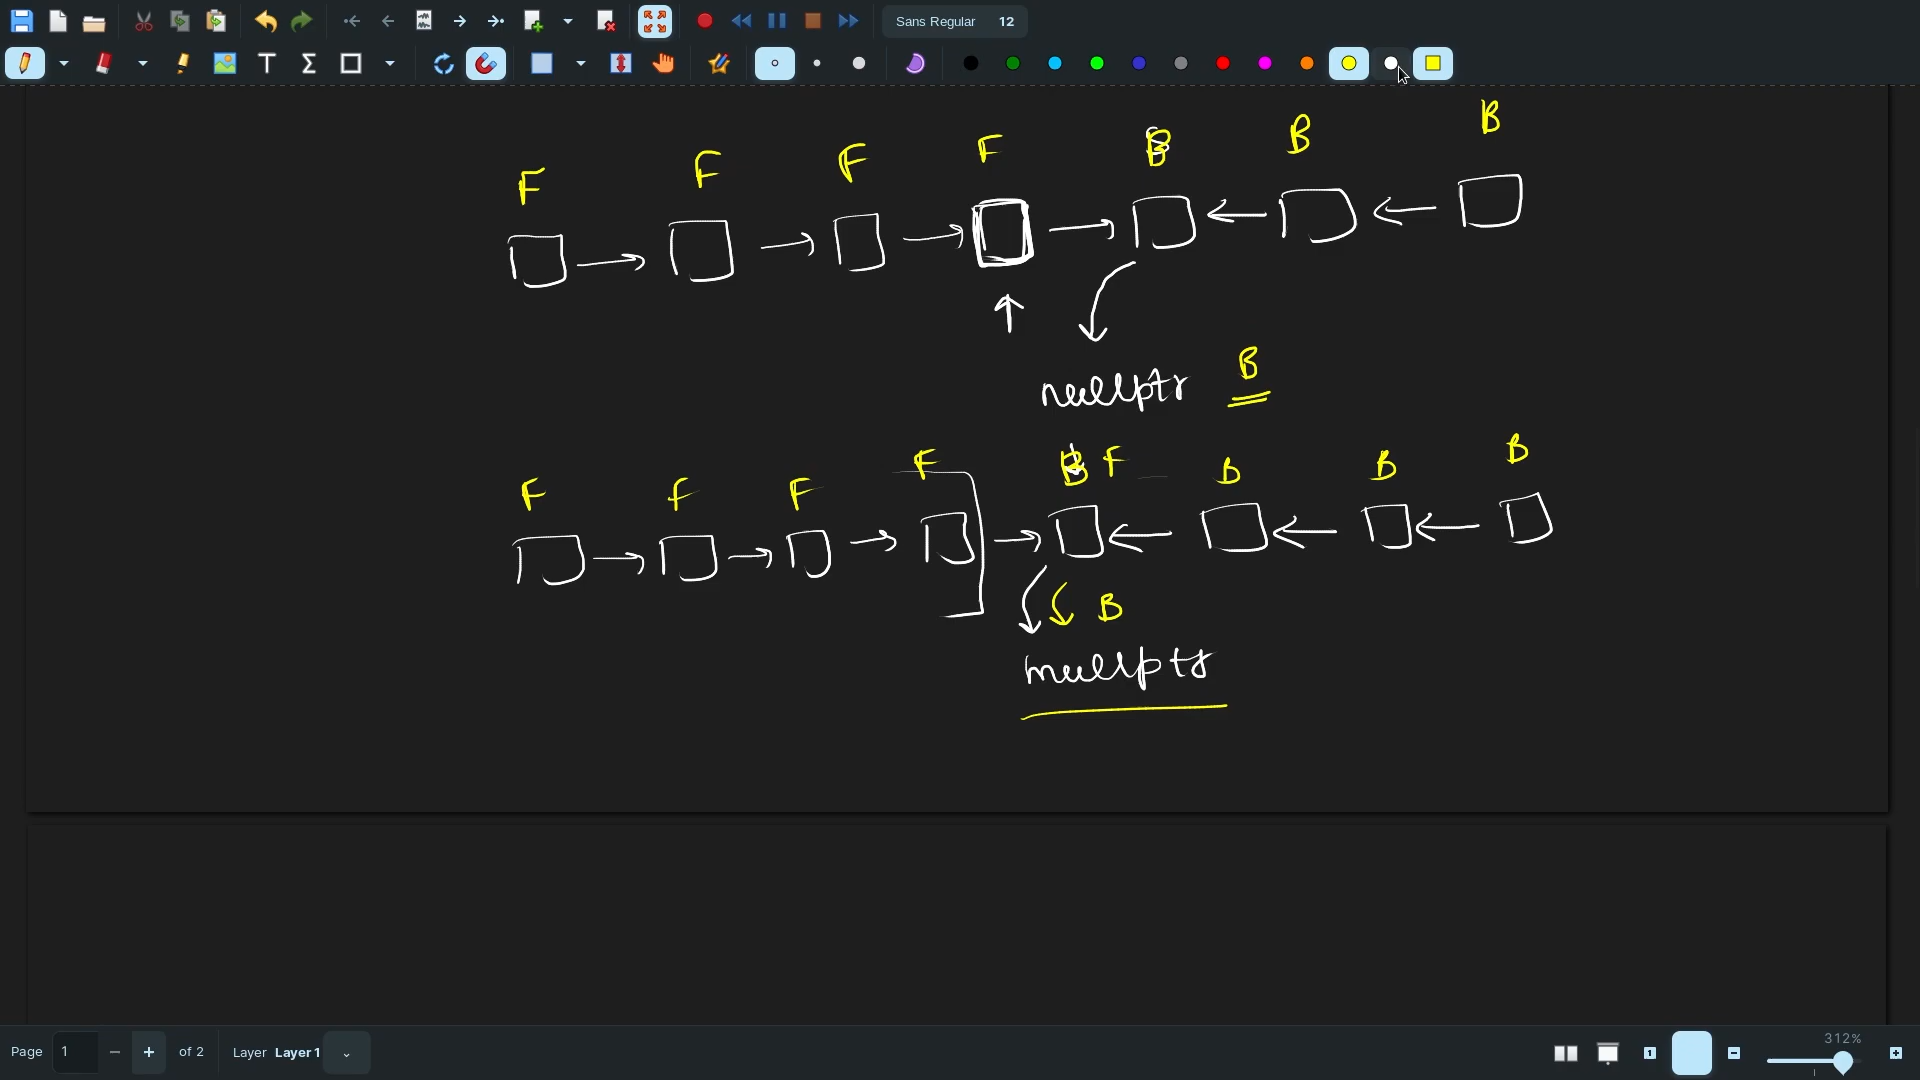 Sans Regular 12
F F F F B B B
nullptr B
F F F F B F B B B
B
nullptr
Page 1 of 2 Layer Layer 1 312%